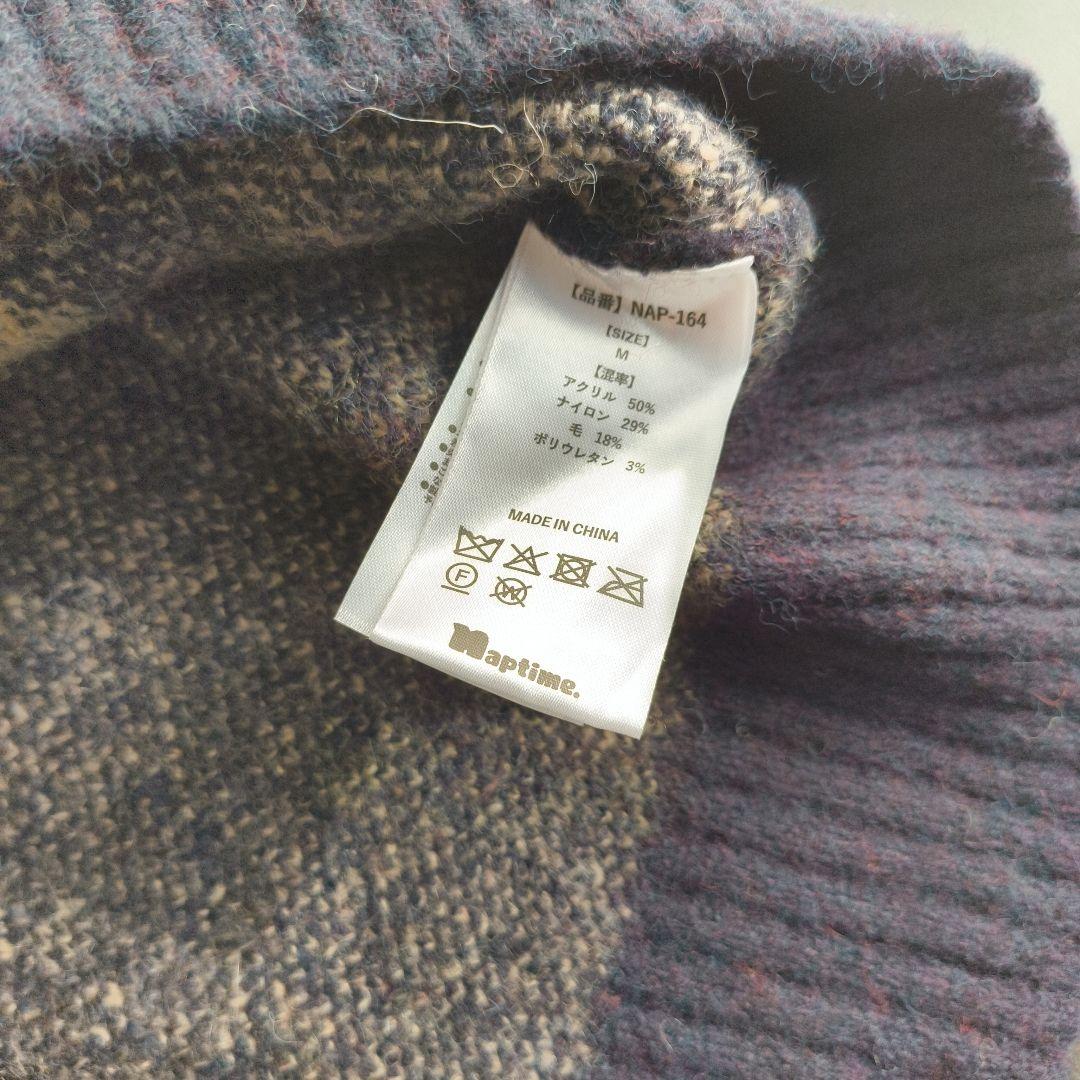 【品番】NAP-164
【SIZE】
M
【混率】
アクリル 50%
ナイロン 29%
毛 18%
ポリウレタン 3%
MADE IN CHINA
F
W
Naptime.